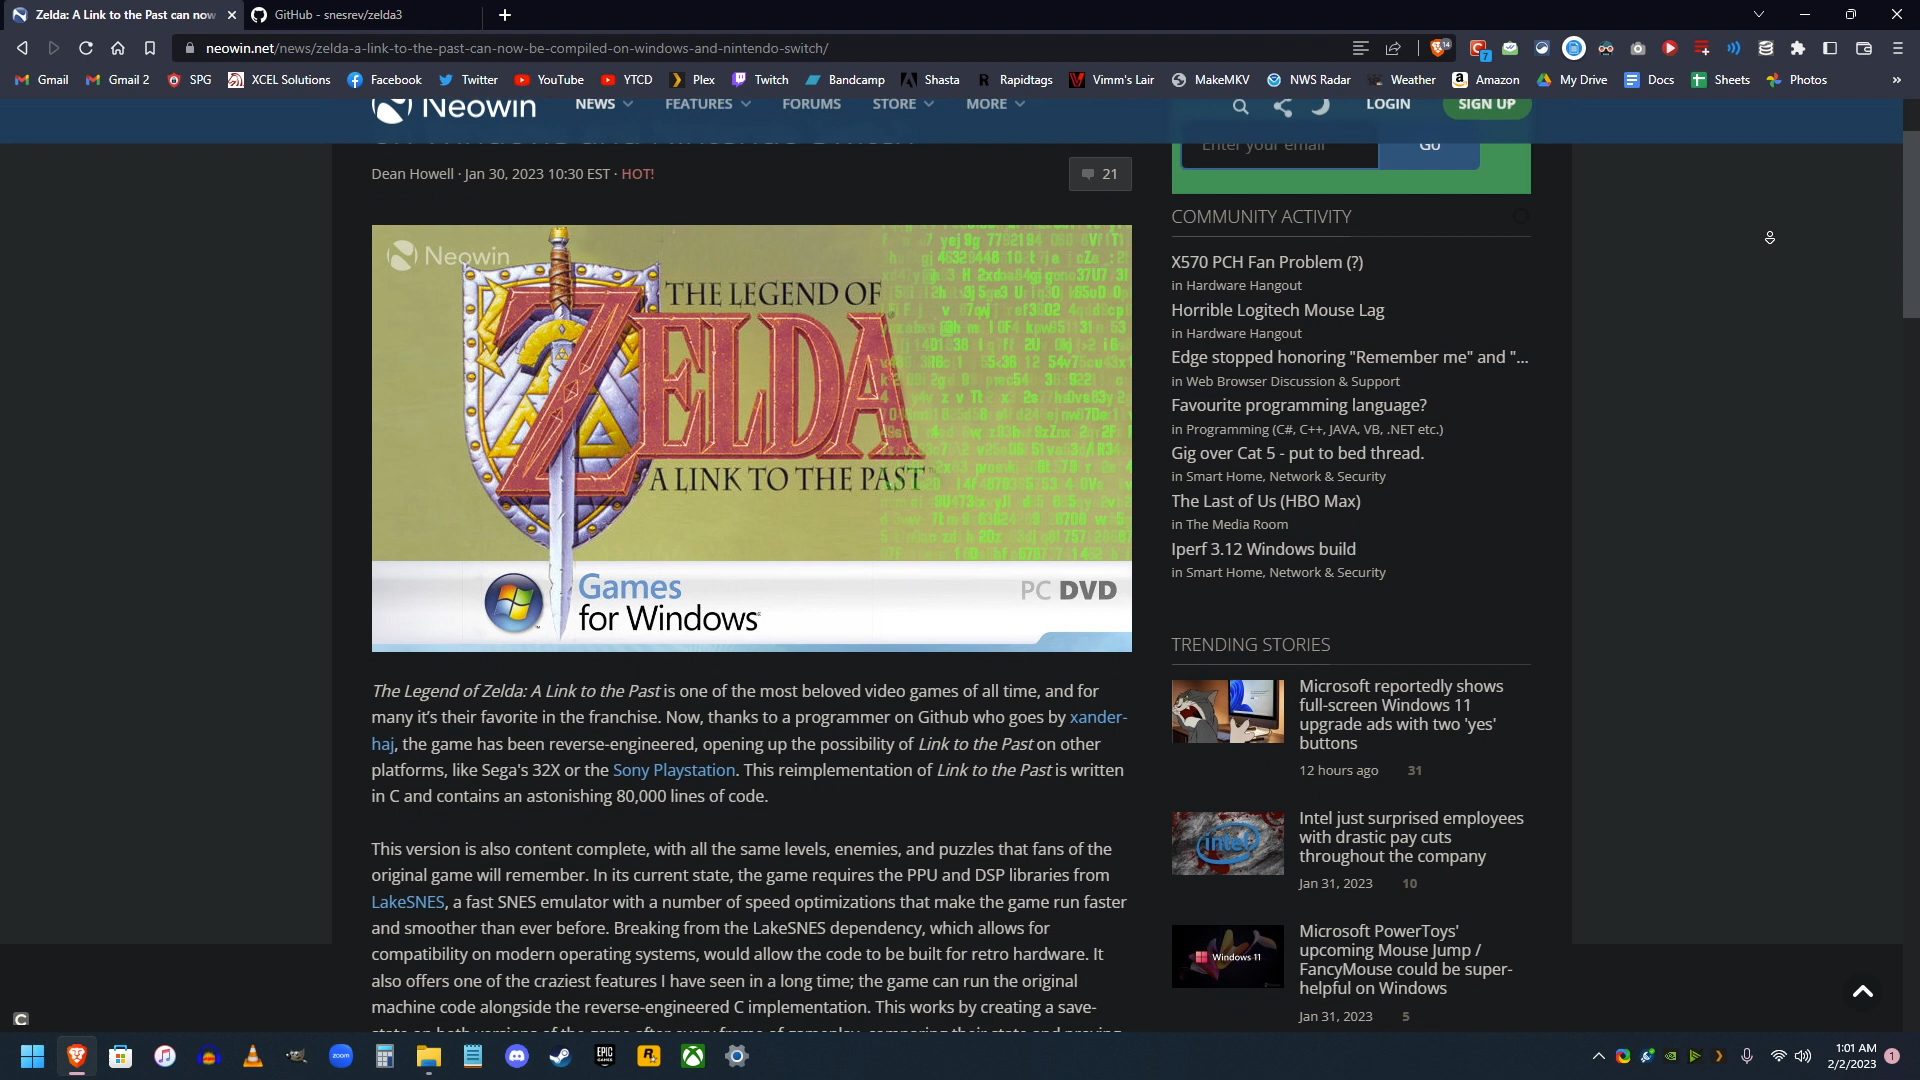 Zelda: A Link to the Past can now
GitHub - snesrev/zelda3
neowin.net/news/zelda-a-link-to-the-past-can-now-be-compiled-on-windows-and-nintendo-switch/
14
7
Gmail
Gmail 2
SPG
XCEL Solutions
Facebook
Twitter
YouTube
YTCD
Plex
Twitch
Bandcamp
Shasta
Rapidtags
Vimm's Lair
MakeMKV
NWS Radar
Weather
Amazon
My Drive
Docs
Sheets
Photos
Neowin
NEWS
FEATURES
FORUMS
STORE
MORE
LOGIN
SIGN UP
Enter your email
GO
Dean Howell · Jan 30, 2023 10:30 EST · HOT!
21
Neowin
THE LEGEND OF
ZELDA
A LINK TO THE PAST
Games
for Windows
PC DVD
The Legend of Zelda: A Link to the Past is one of the most beloved video games of all time, and for
many it's their favorite in the franchise. Now, thanks to a programmer on Github who goes by xander-
haj, the game has been reverse-engineered, opening up the possibility of Link to the Past on other
platforms, like Sega's 32X or the Sony Playstation. This reimplementation of Link to the Past is written
in C and contains an astonishing 80,000 lines of code.
This version is also content complete, with all the same levels, enemies, and puzzles that fans of the
original game will remember. In its current state, the game requires the PPU and DSP libraries from
LakeSNES, a fast SNES emulator with a number of speed optimizations that make the game run faster
and smoother than ever before. Breaking from the LakeSNES dependency, which allows for
compatibility on modern operating systems, would allow the code to be built for retro hardware. It
also offers one of the craziest features I have seen in a long time; the game can run the original
machine code alongside the reverse-engineered C implementation. This works by creating a save-
COMMUNITY ACTIVITY
X570 PCH Fan Problem (?)
in Hardware Hangout
Horrible Logitech Mouse Lag
in Hardware Hangout
Edge stopped honoring "Remember me" and "...
in Web Browser Discussion & Support
Favourite programming language?
in Programming (C#, C++, JAVA, VB, .NET etc.)
Gig over Cat 5 - put to bed thread.
in Smart Home, Network & Security
The Last of Us (HBO Max)
in The Media Room
Iperf 3.12 Windows build
in Smart Home, Network & Security
TRENDING STORIES
Microsoft reportedly shows
full-screen Windows 11
upgrade ads with two 'yes'
buttons
12 hours ago 31
intel
Intel just surprised employees
with drastic pay cuts
throughout the company
Jan 31, 2023 10
Windows 11
Microsoft PowerToys'
upcoming Mouse Jump /
FancyMouse could be super-
helpful on Windows
Jan 31, 2023 5
zoom
EPIC
GAMES
1:01 AM
2/2/2023
1